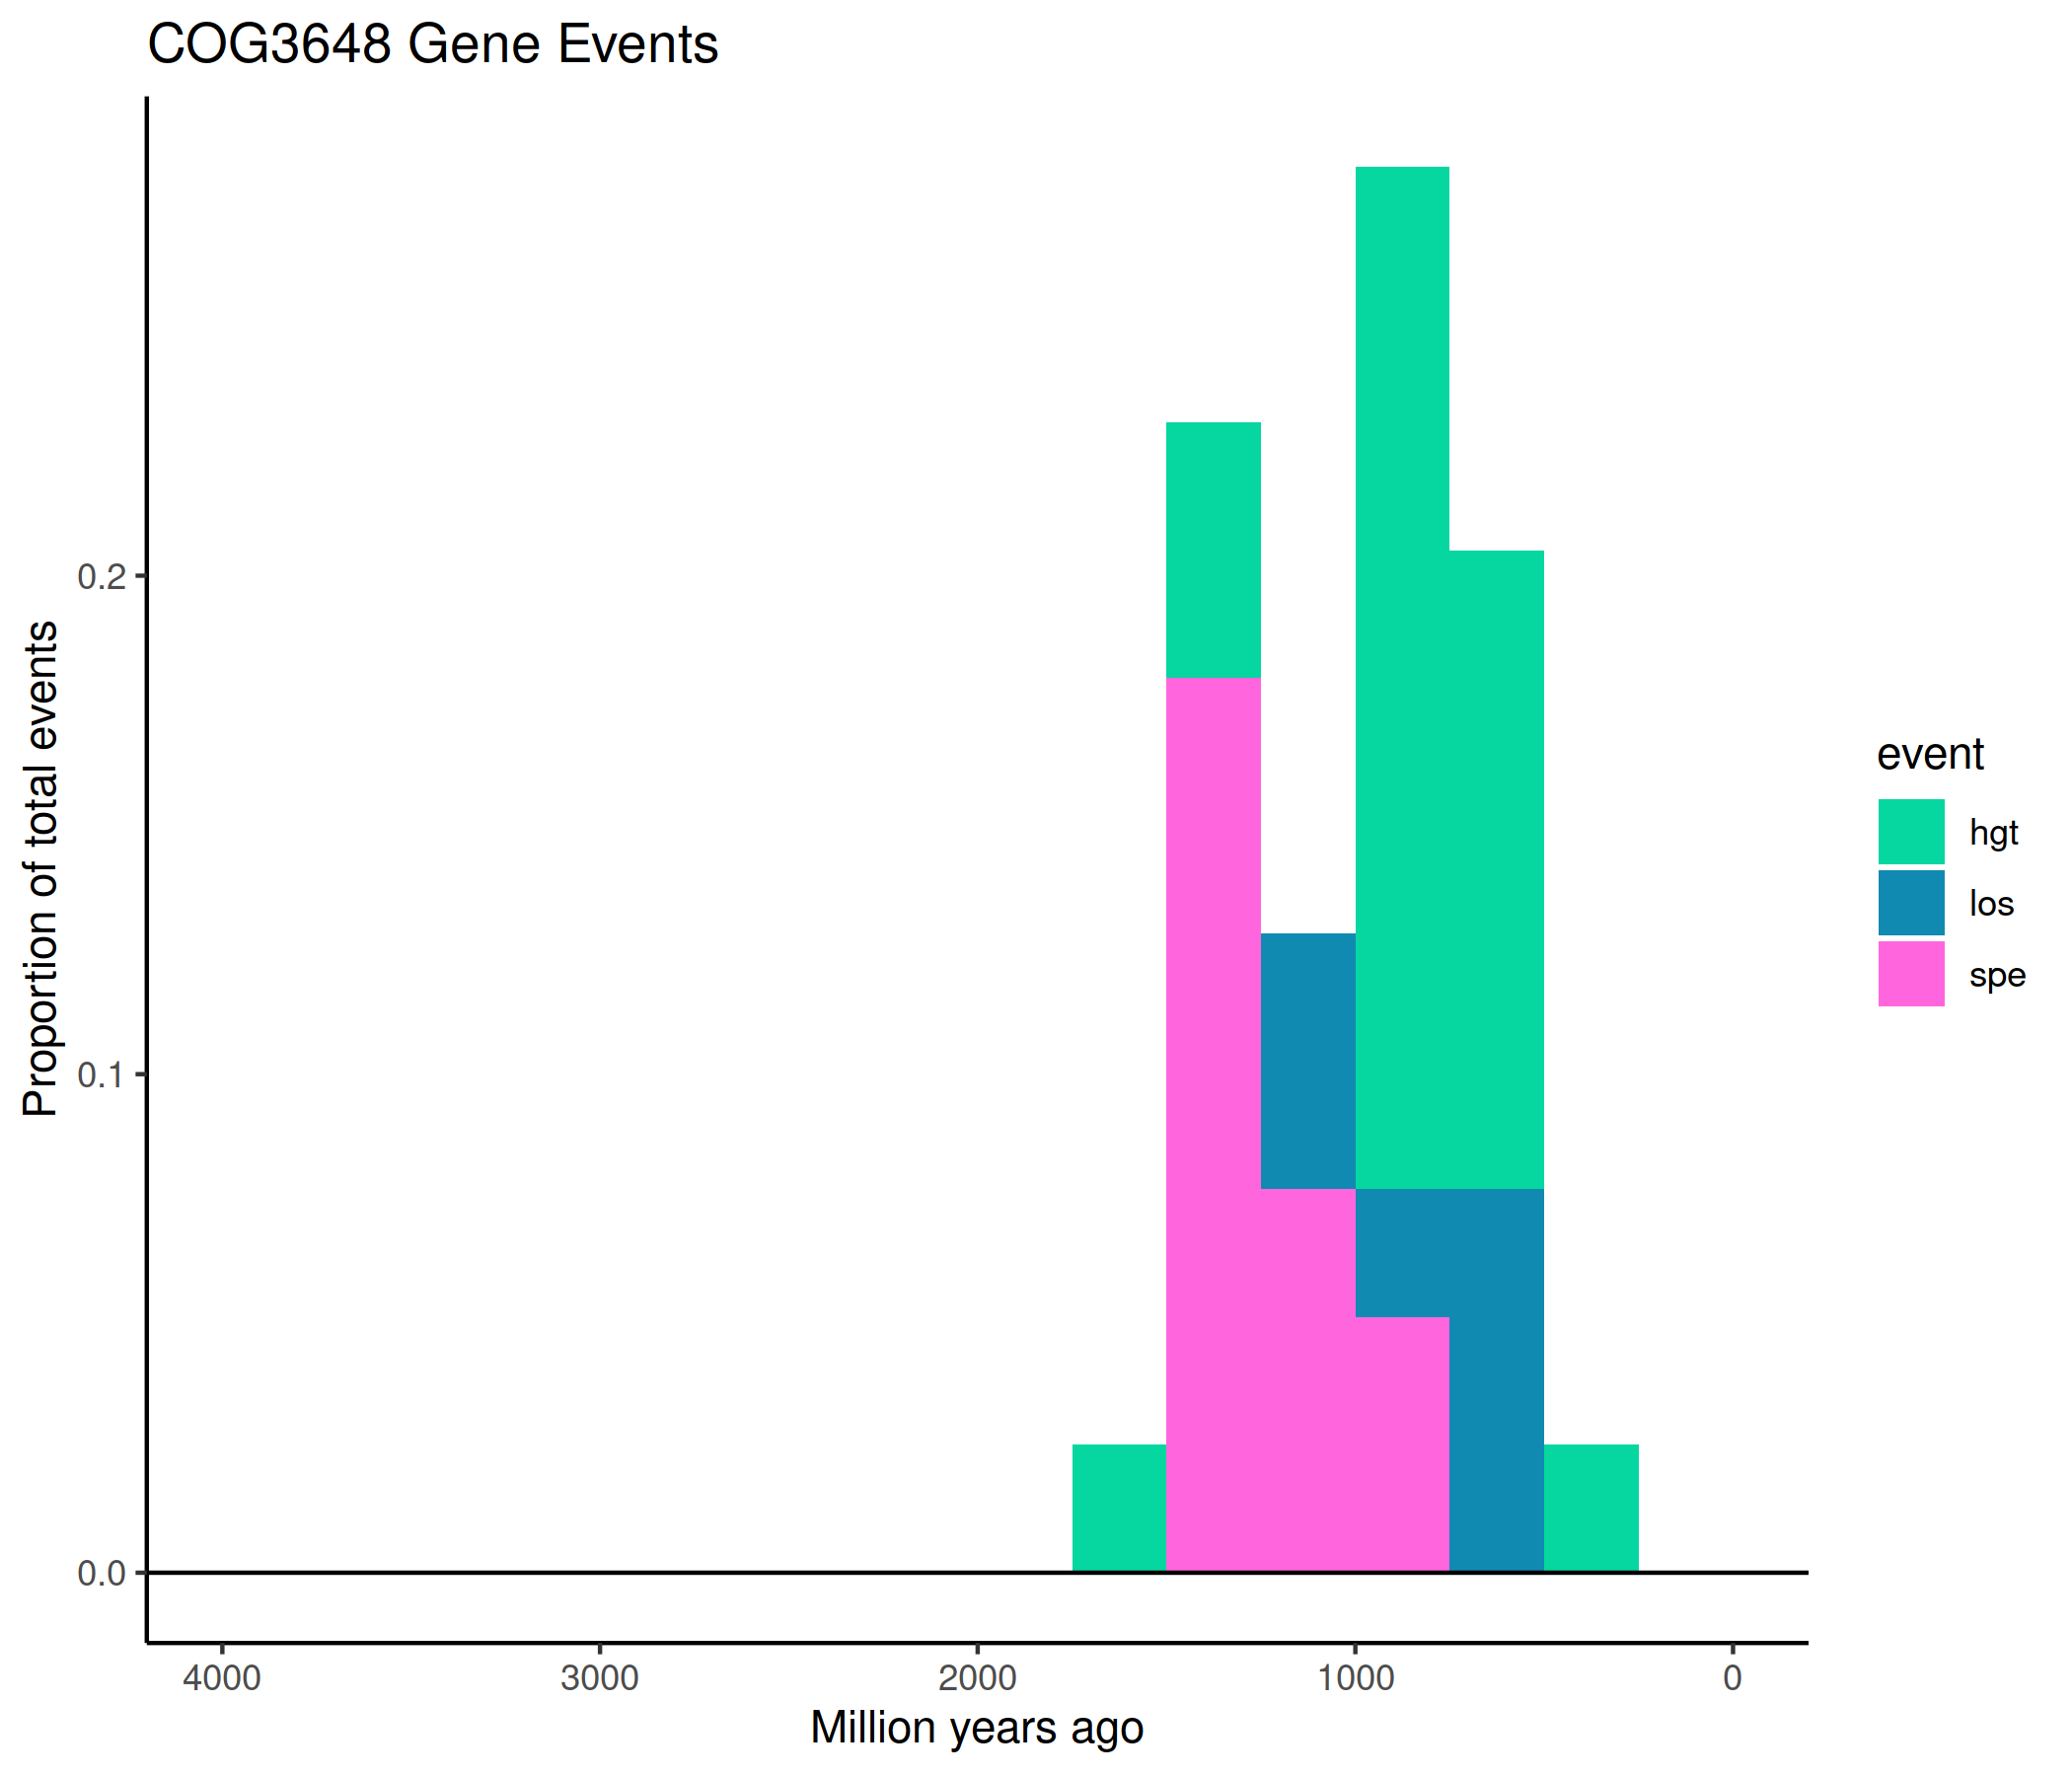 COG3648 Gene Events
Proportion of total events
0.2
0.1
0.0
4000 3000 2000 1000 0
Million years ago
event
hgt
los
spe